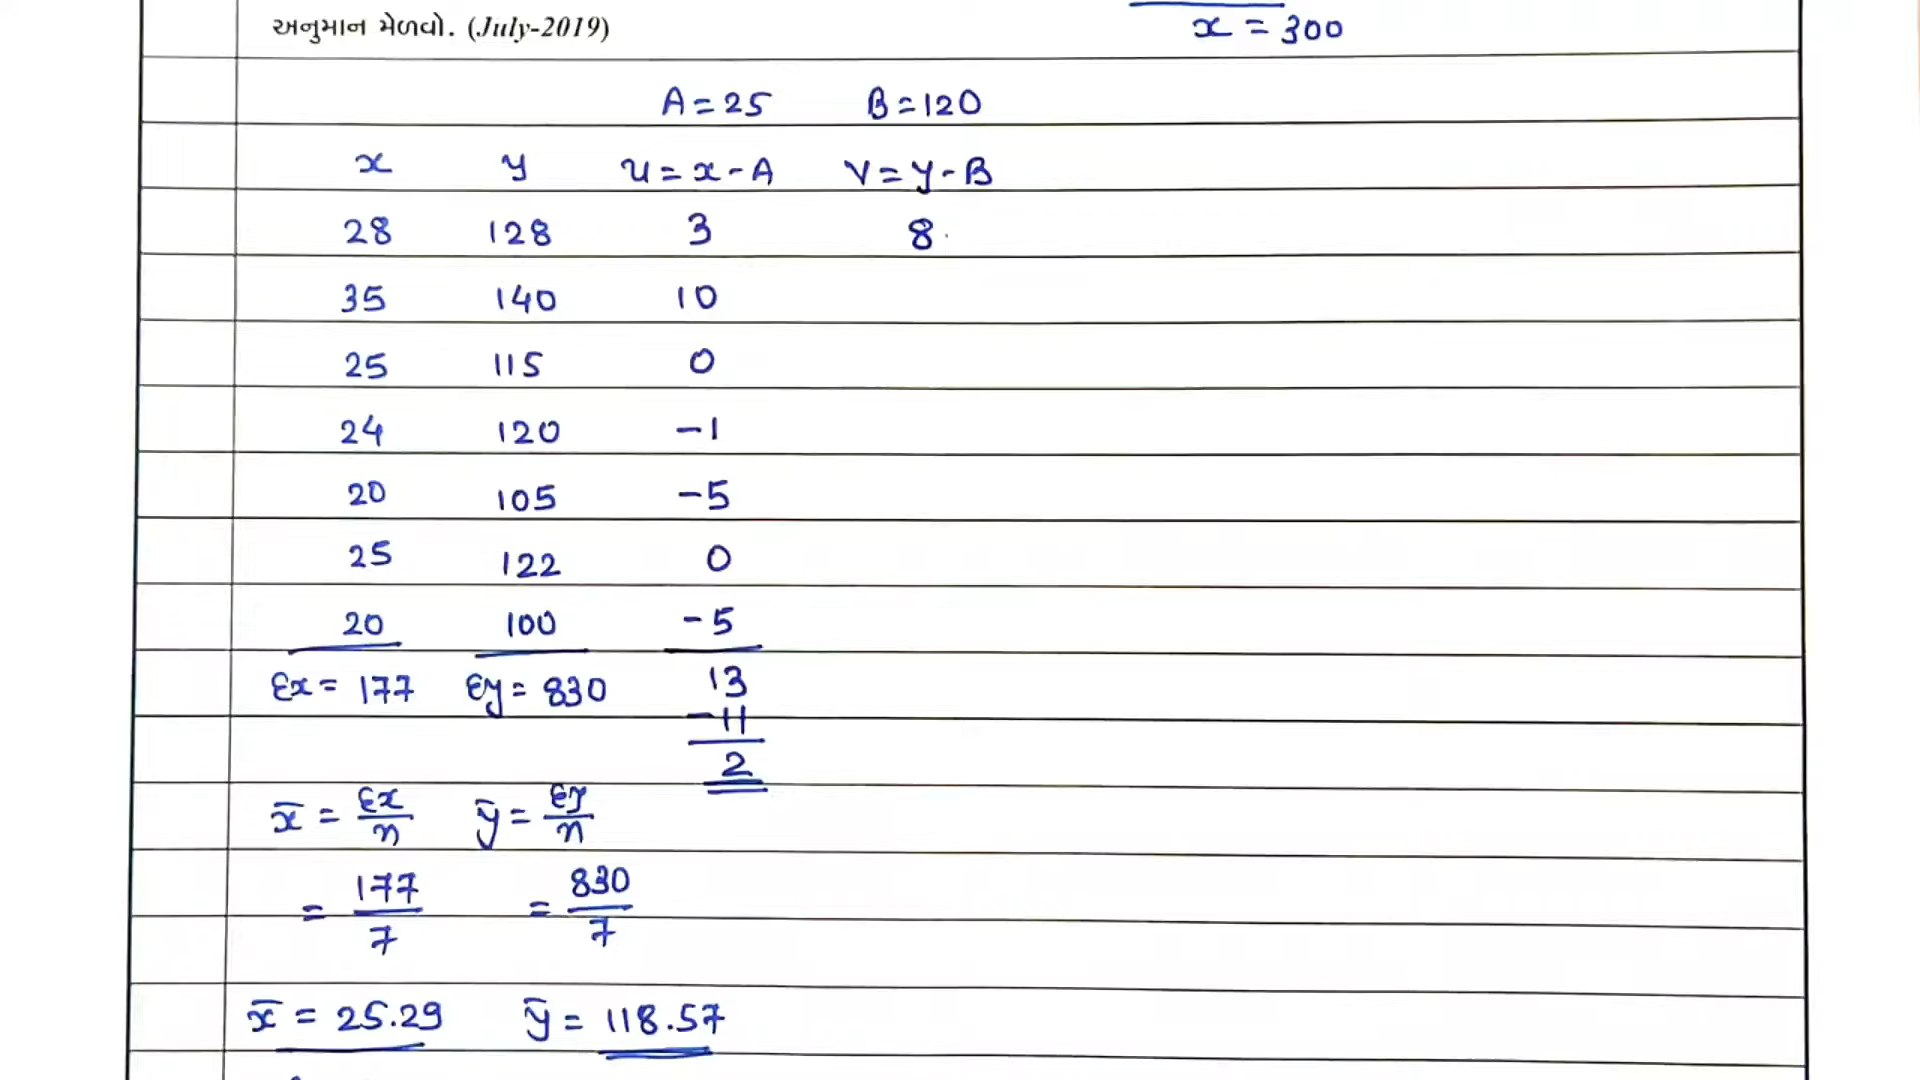 અનુમાન મેળવો. (July-2019)
x = 300
A = 25 B = 120
x y u = x - A v = y - B
28 128 3 8
35 140 10
25 115 0
24 120 -1
20 105 -5
25 122 0
20 100 -5
Σx = 177 Σy = 830 13
-11
2
x̄ = Σx/n ȳ = Σy/n
= 177/7 = 830/7
x̄ = 25.29 ȳ = 118.57